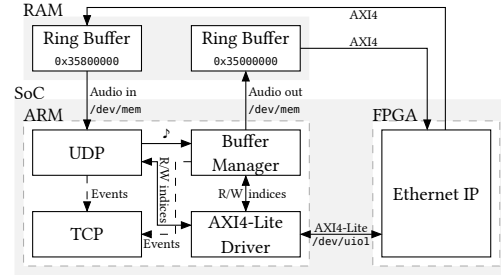 RAM
AXI4
Ring Buffer
0x35800000
Ring Buffer
0x35000000
AXI4
SoC
Audio in
/dev/mem
Audio out
/dev/mem
ARM
FPGA
UDP
♪
Buffer
Manager
R/W indices
Events
R/W indices
Ethernet IP
TCP
Events
AXI4-Lite
Driver
AXI4-Lite
/dev/uio1